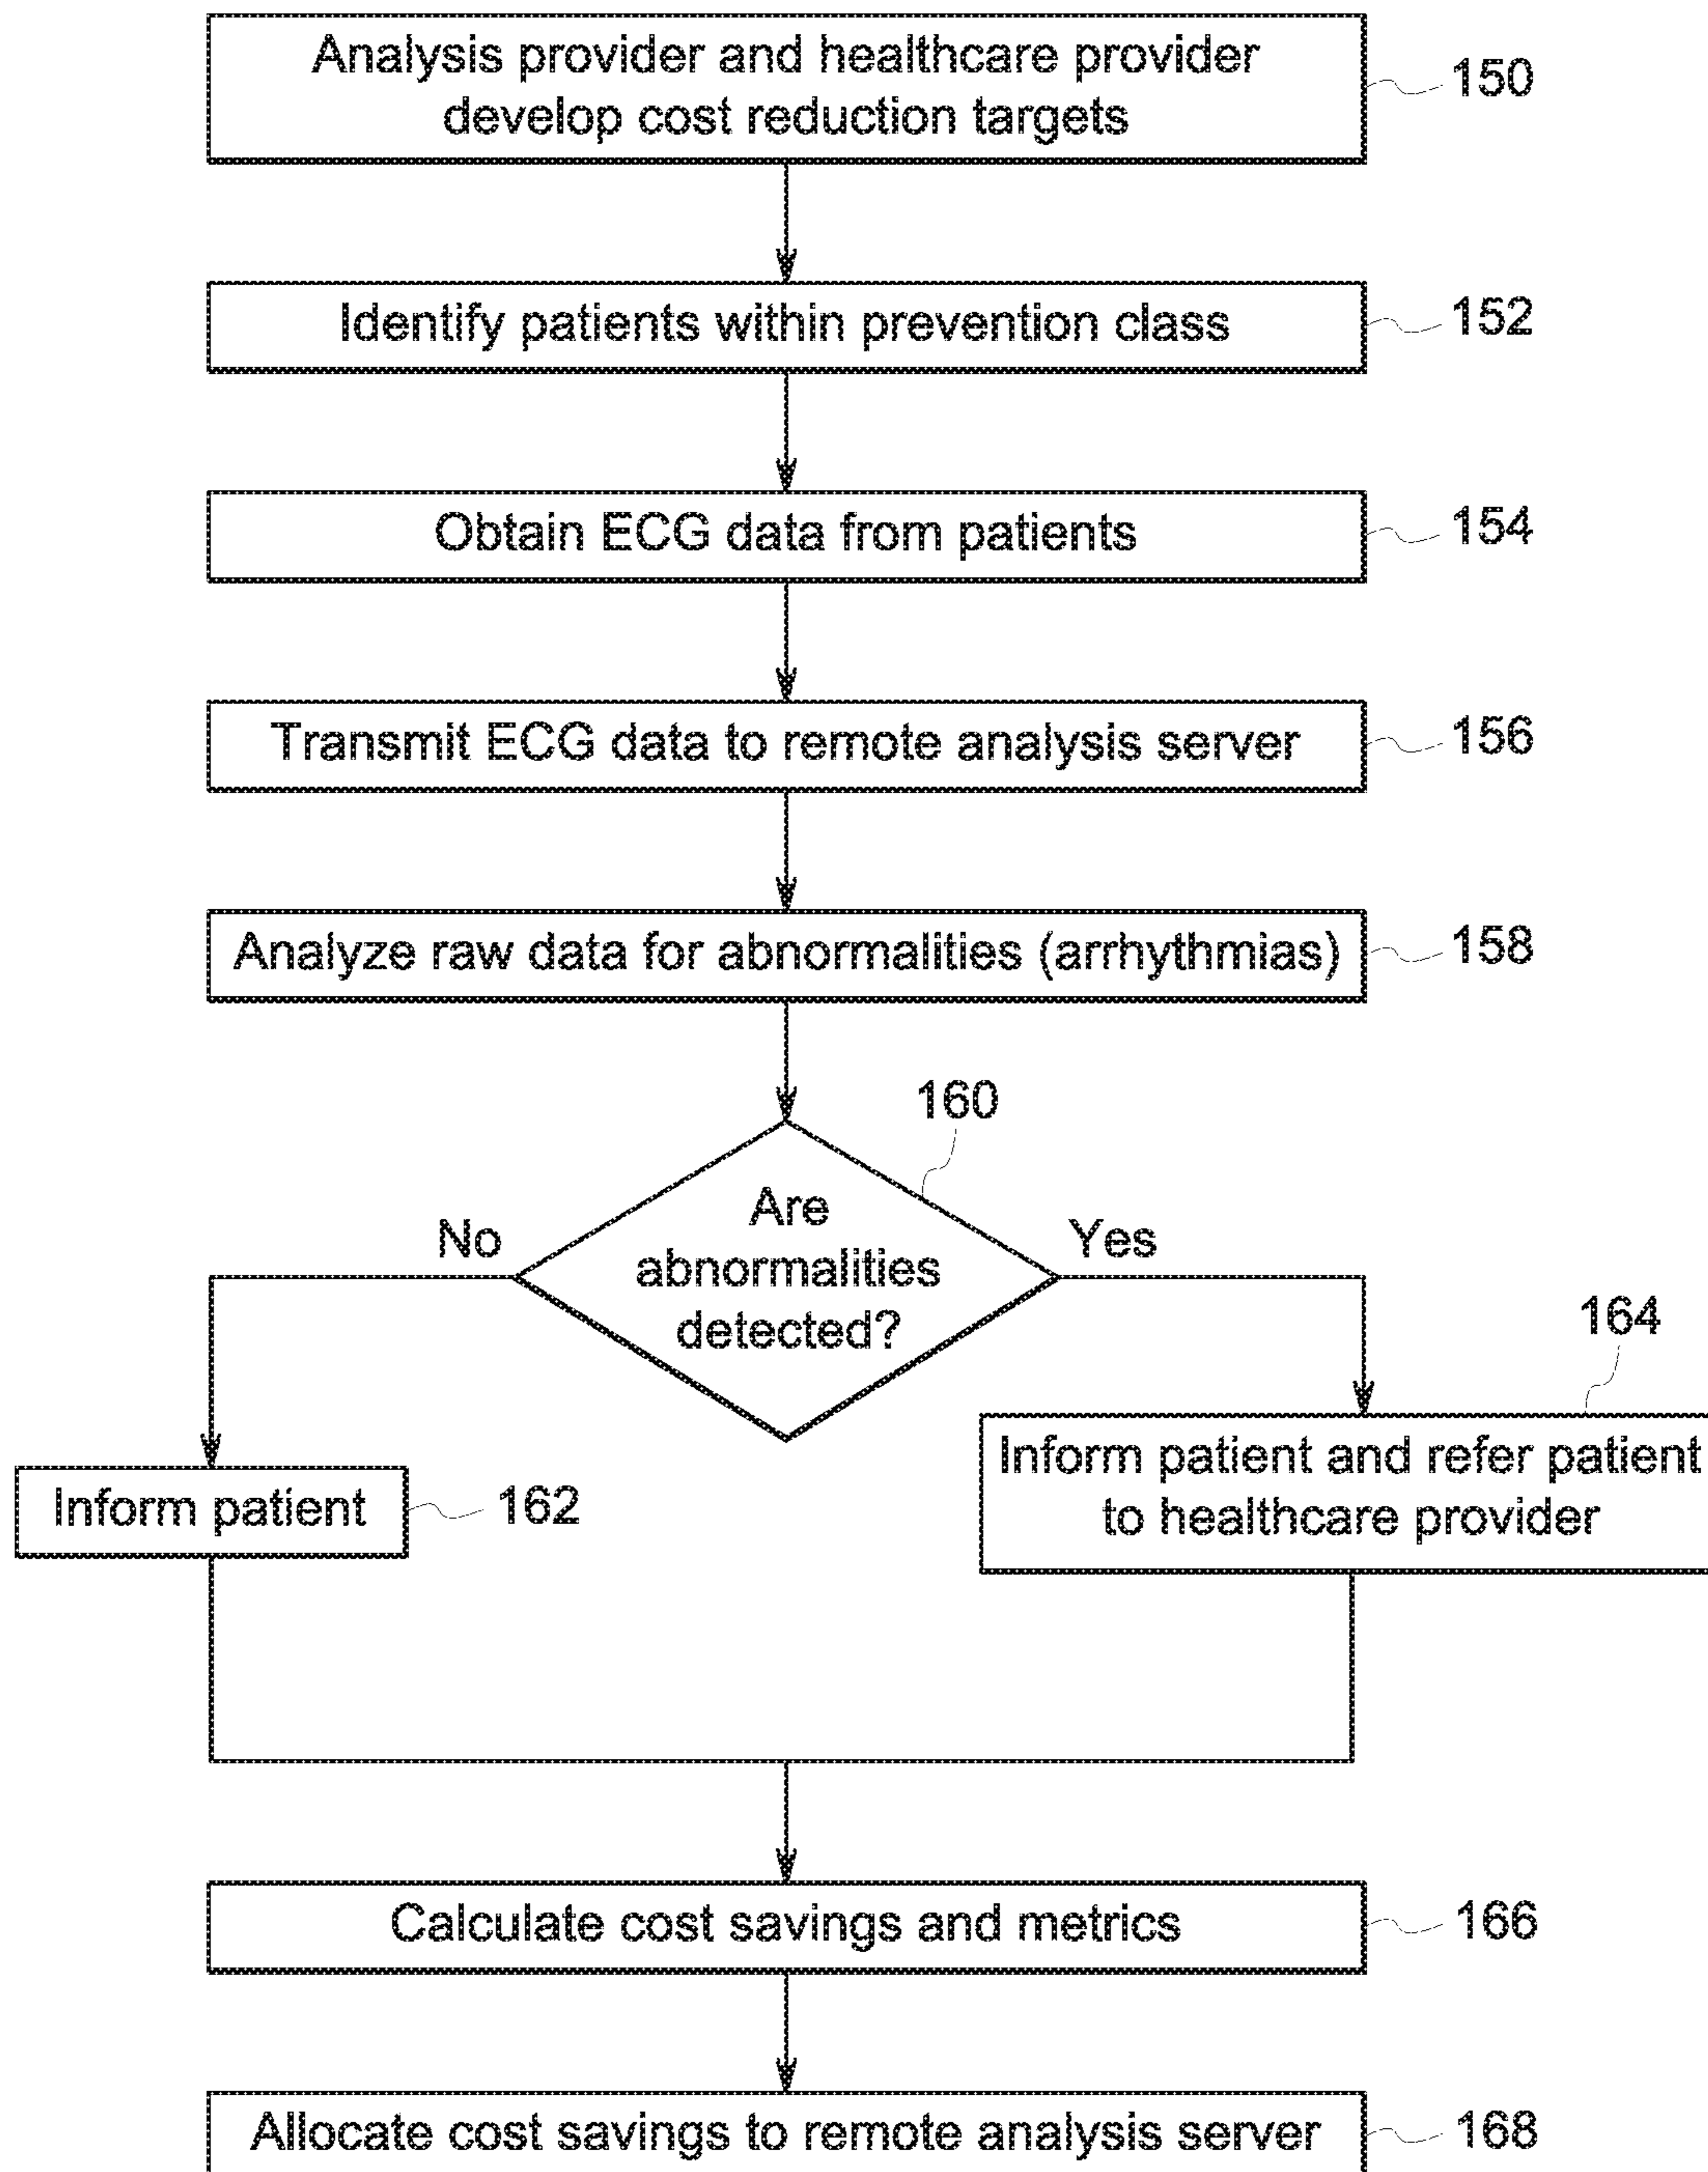 Analysis provider and healthcare provider
develop cost reduction targets
150
Identify patients within prevention class
152
Obtain ECG data from patients
154
Transmit ECG data to remote analysis server
156
Analyze raw data for abnormalities (arrhythmias)
158
160
Are
abnormalities
detected?
No
Yes
164
Inform patient
162
Inform patient and refer patient
to healthcare provider
Calculate cost savings and metrics
166
Allocate cost savings to remote analysis server
168